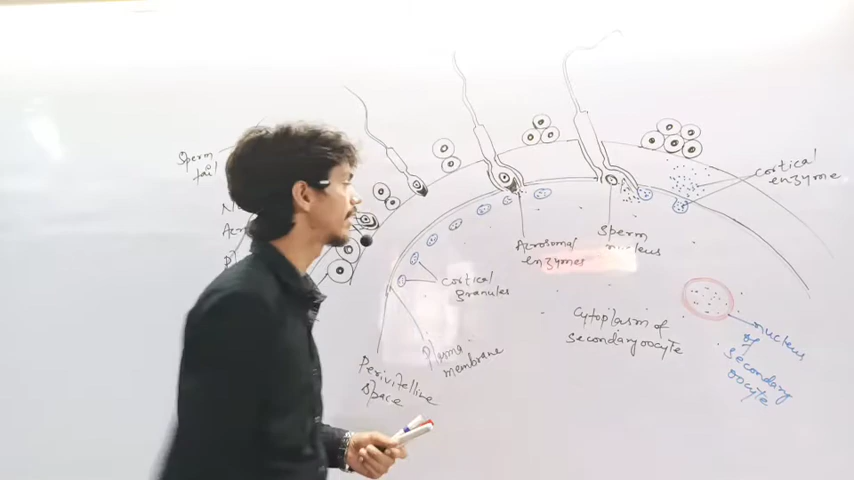 Sperm
tail
N
Acr
P
cortical
enzyme
Sperm
nucleus
Acrosomal
enzymes
cortical
granules
cytoplasm of
secondary oocyte
nucleus
of
secondary
oocyte
Plasma
membrane
Perivitelline
Space